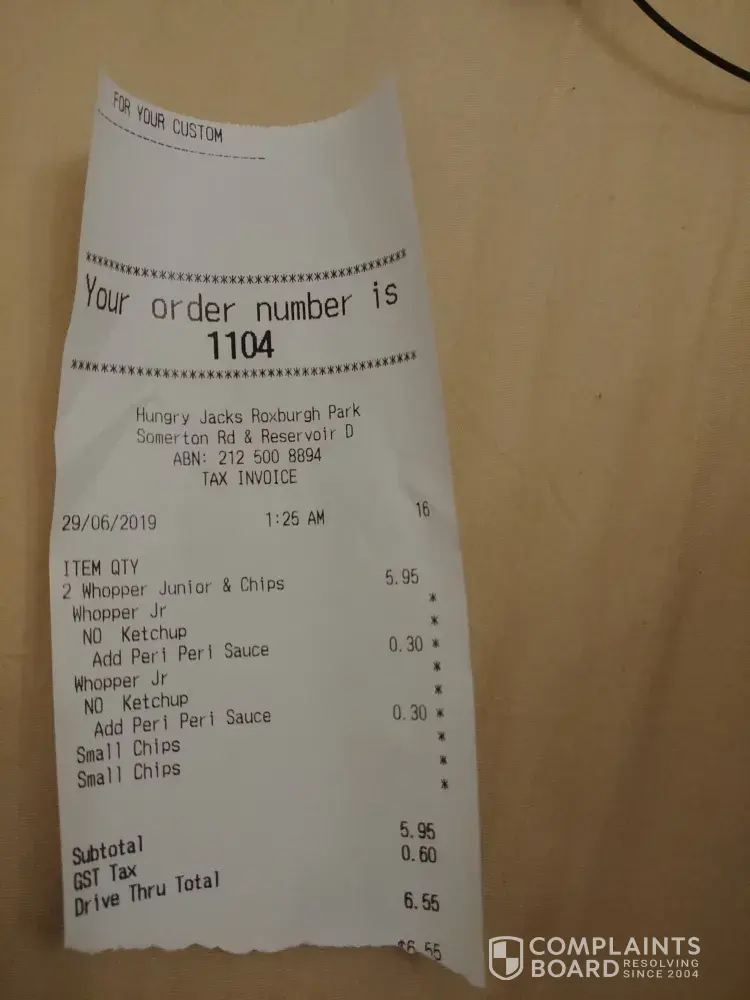 FOR YOUR CUSTOM
--------------------
****************************************
Your order number is
1104
****************************************
Hungry Jacks Roxburgh Park
Somerton Rd & Reservoir D
ABN: 212 500 8894
TAX INVOICE
29/06/2019 1:25 AM 16
ITEM QTY
2 Whopper Junior & Chips 5.95
Whopper Jr *
NO Ketchup *
Add Peri Peri Sauce 0.30 *
Whopper Jr *
NO Ketchup *
Add Peri Peri Sauce 0.30 *
Small Chips *
Small Chips *
*
Subtotal 5.95
GST Tax 0.60
Drive Thru Total 6.55
$6.55
COMPLAINTS
BOARD RESOLVING
SINCE 2004